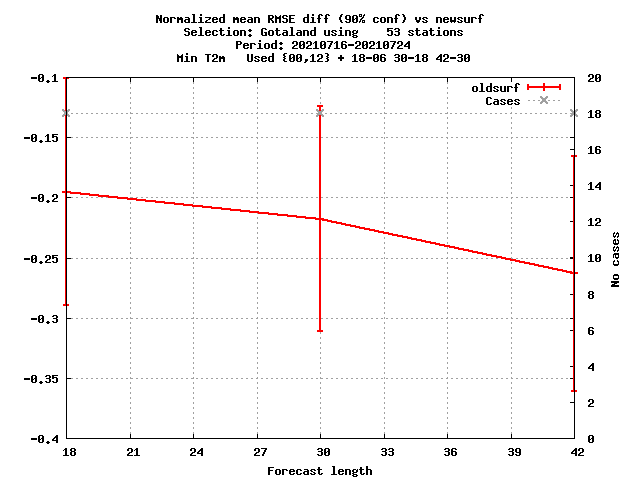 Normalized mean RMSE diff (90% conf) vs newsurf
Selection: Gotaland using    53 stations
Period: 20210716-20210724
Min T2m   Used {00,12} + 18-06 30-18 42-30
oldsurf
Cases
-0.1
-0.15
-0.2
-0.25
-0.3
-0.35
-0.4
20
18
16
14
12
10
8
6
4
2
0
No cases
18 21 24 27 30 33 36 39 42
Forecast length